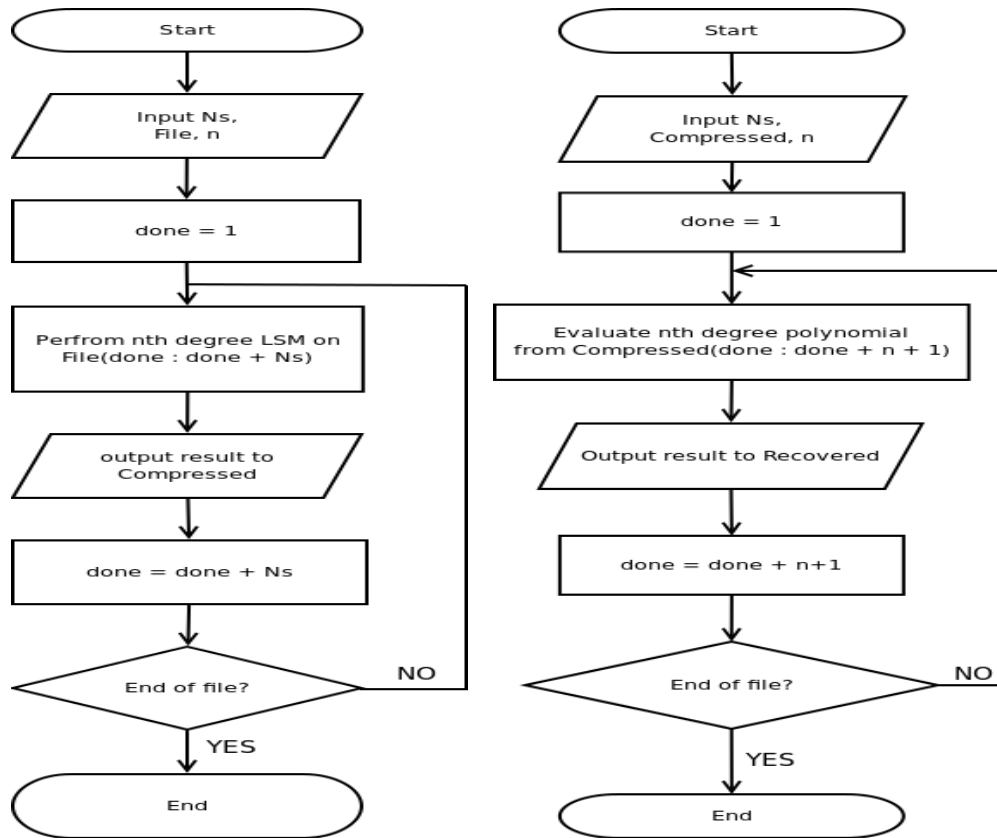 Start
Input Ns,
File, n
done = 1
Perfrom nth degree LSM on
File(done : done + Ns)
output result to
Compressed
done = done + Ns
End of file?
NO
YES
End
Start
Input Ns,
Compressed, n
done = 1
Evaluate nth degree polynomial
from Compressed(done : done + n + 1)
Output result to Recovered
done = done + n+1
End of file?
NO
YES
End